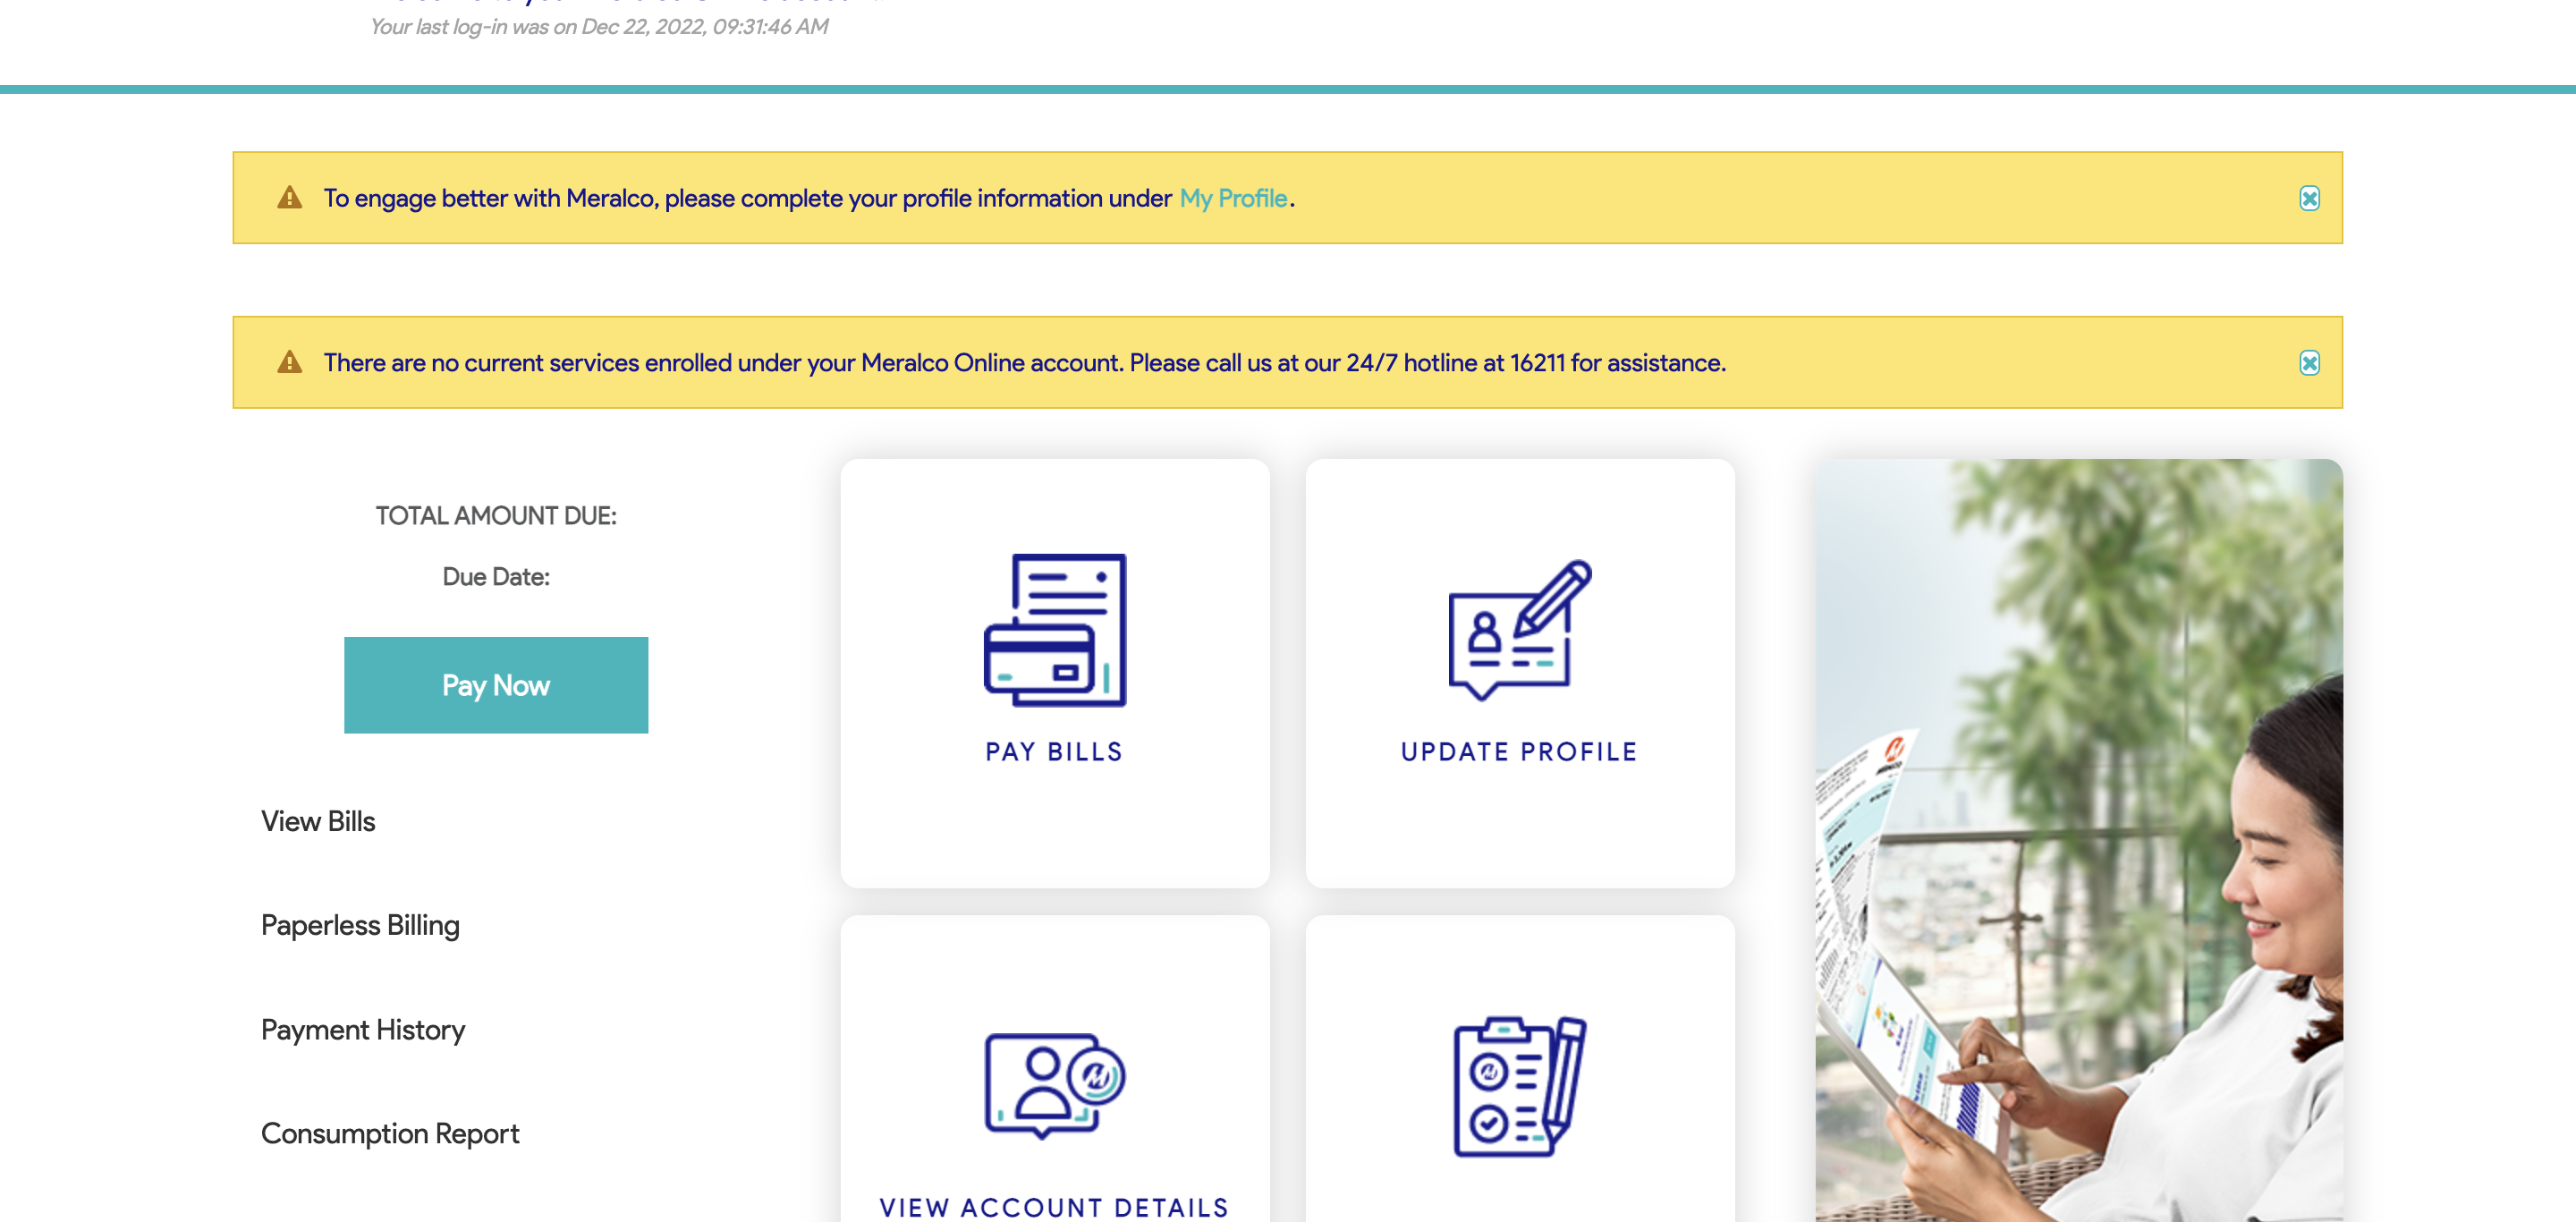 Your last log-in was on Dec 22, 2022, 09:31:46 AM
To engage better with Meralco, please complete your profile information under My Profile.
There are no current services enrolled under your Meralco Online account. Please call us at our 24/7 hotline at 16211 for assistance.
TOTAL AMOUNT DUE:
Due Date:
Pay Now
View Bills
Paperless Billing
Payment History
Consumption Report
PAY BILLS
UPDATE PROFILE
VIEW ACCOUNT DETAILS